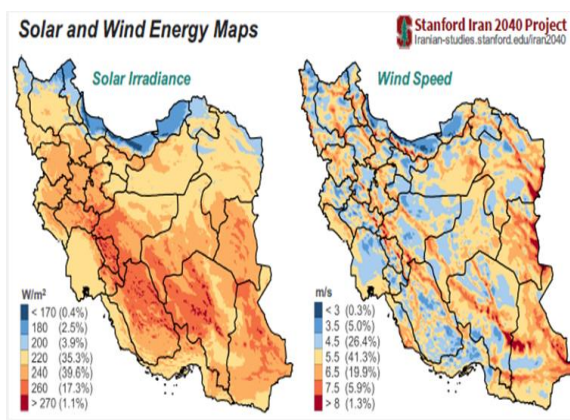 Solar and Wind Energy Maps
Stanford Iran 2040 Project
Iranian-studies.stanford.edu/iran2040
Solar Irradiance
Wind Speed
W/m²
< 170 (0.4%)
180 (2.5%)
200 (3.9%)
220 (35.3%)
240 (39.6%)
260 (17.3%)
> 270 (1.1%)
m/s
< 3 (0.3%)
3.5 (5.0%)
4.5 (26.4%)
5.5 (41.3%)
6.5 (19.9%)
7.5 (5.9%)
> 8 (1.3%)